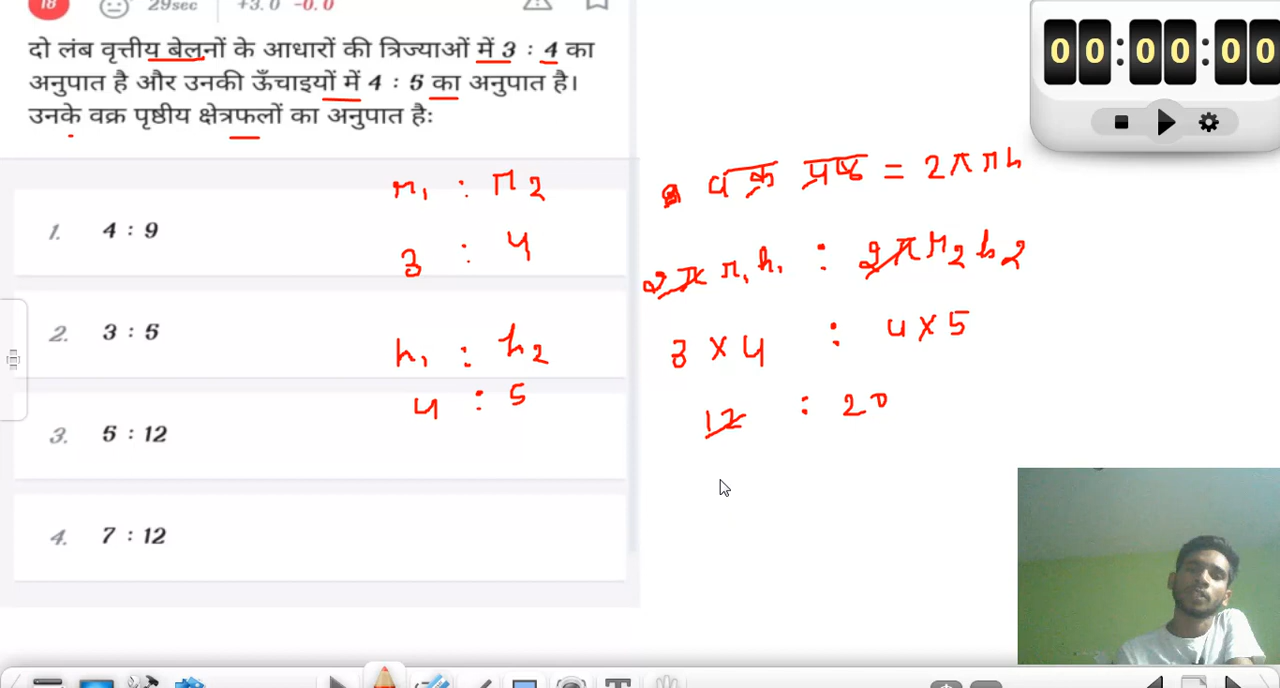 18 29sec +3.0 -0.0
दो लंब वृत्तीय बेलनों के आधारों की त्रिज्याओं में 3 : 4 का
अनुपात है और उनकी ऊँचाइयों में 4 : 5 का अनुपात है।
उनके वक्र पृष्ठीय क्षेत्रफलों का अनुपात है:
1. 4 : 9
2. 3 : 5
3. 5 : 12
4. 7 : 12
r₁ : r₂
3 : 4
h₁ : h₂
4 : 5
वक्र प्रष्ठ = 2πrh
2πr₁h₁ : 2πr₂h₂
3 × 4 : 4 × 5
12 : 20
00:00:00